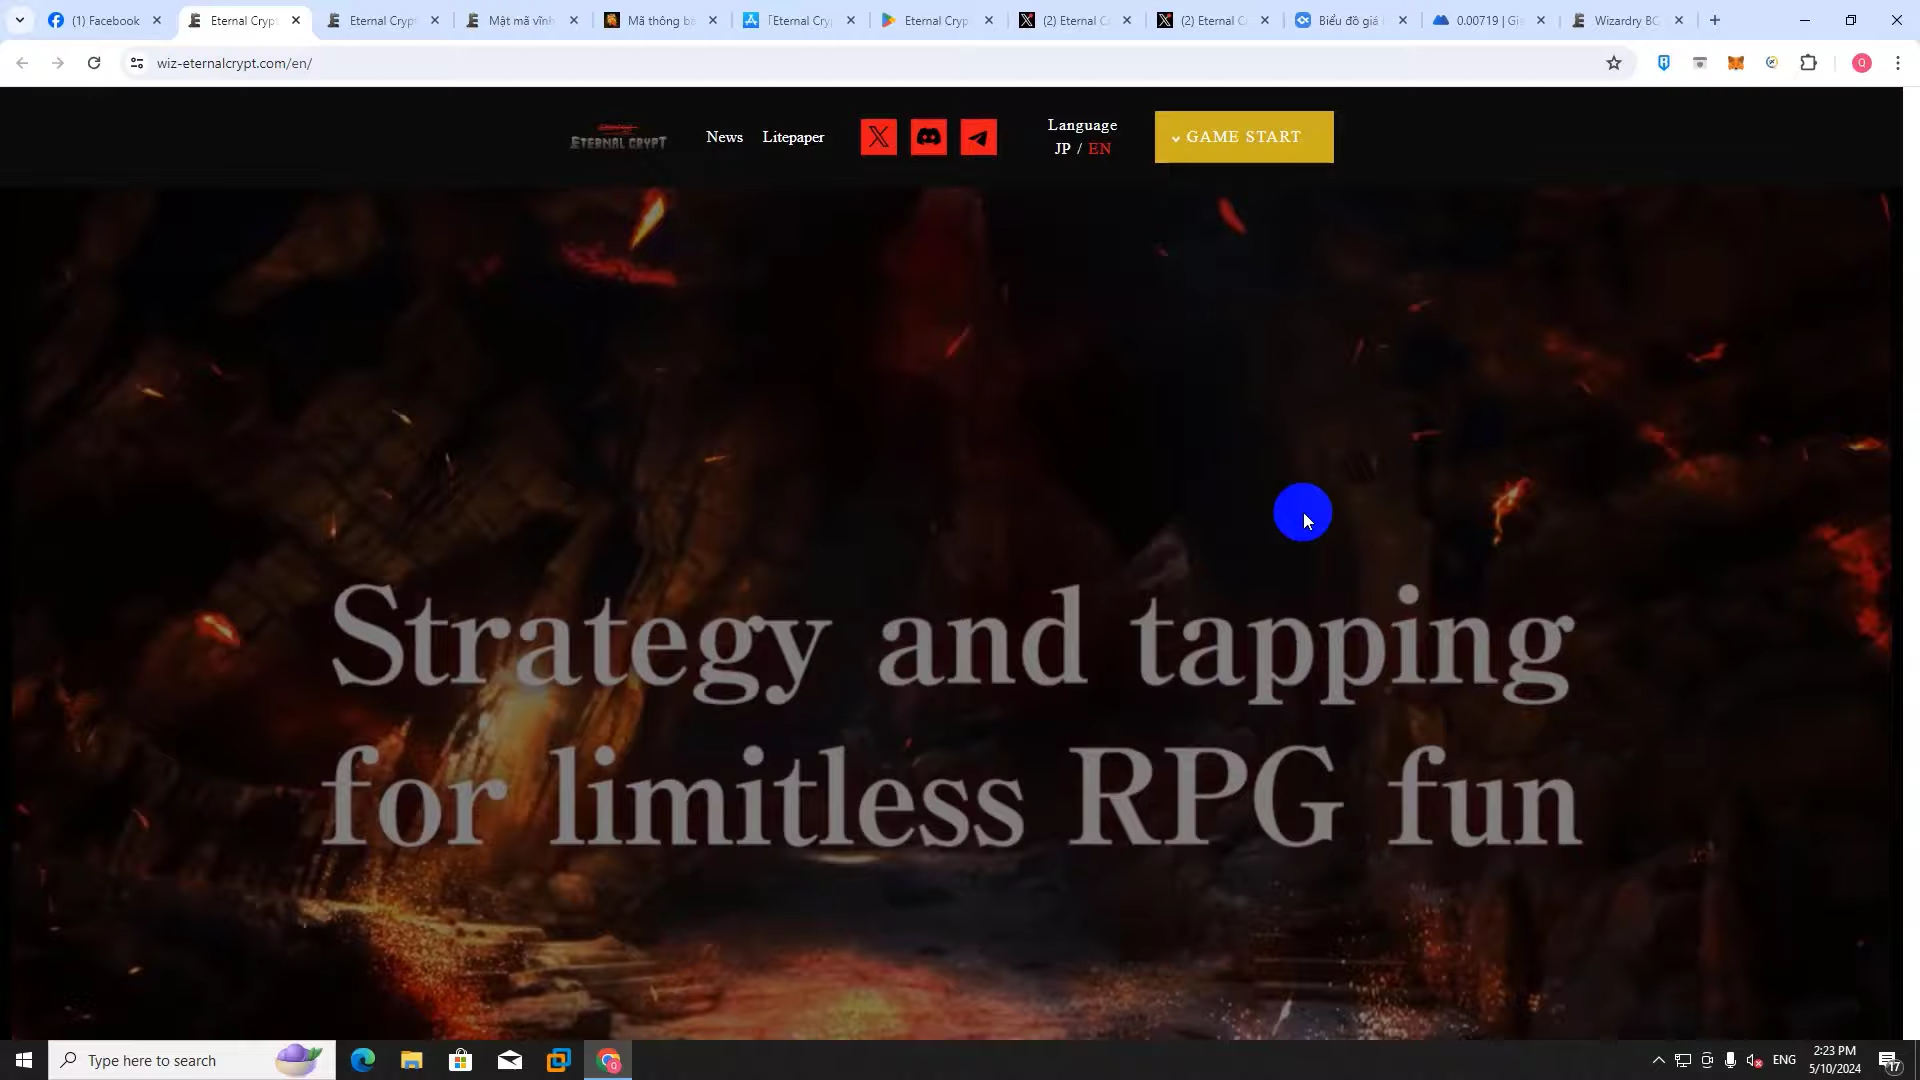 (1) Facebook
Eternal Cryp
Eternal Cryp
Mật mã vĩnh
Mã thông bá
「Eternal Cry
Eternal Cryp
(2) Eternal C
(2) Eternal C
Biểu đồ giá
0.00719 | Gi
Wizardry BC
wiz-eternalcrypt.com/en/
Q
ETERNAL CRYPT
News
Litepaper
Language
JP / EN
GAME START
Strategy and tapping
for limitless RPG fun
Type here to search
ENG
2:23 PM
5/10/2024
17